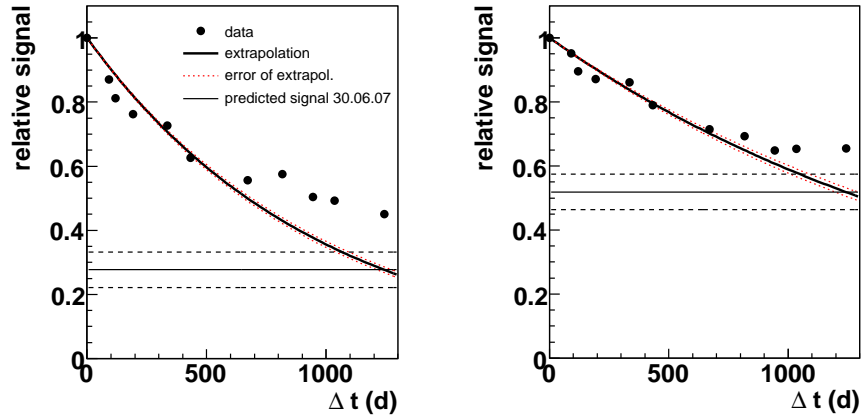 relative signal
1
0.8
0.6
0.4
0.2
0
0 500 1000
Δ t (d)
data
extrapolation
error of extrapol.
predicted signal 30.06.07
relative signal
1
0.8
0.6
0.4
0.2
0
0 500 1000
Δ t (d)